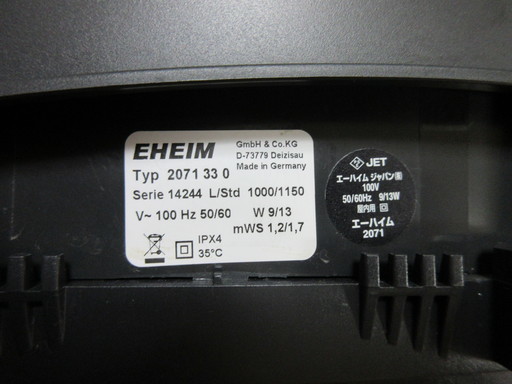 EHEIM
GmbH & Co.KG
D-73779 Deizisau
Made in Germany
Typ 2071 33 0
Serie 14244 L/Std 1000/1150
V~ 100 Hz 50/60 W 9/13
mWS 1,2/1,7
IPX4
35°C
JET
エーハイム ジャパン㈱
100V
50/60Hz 9/13W
屋内用
エーハイム
2071